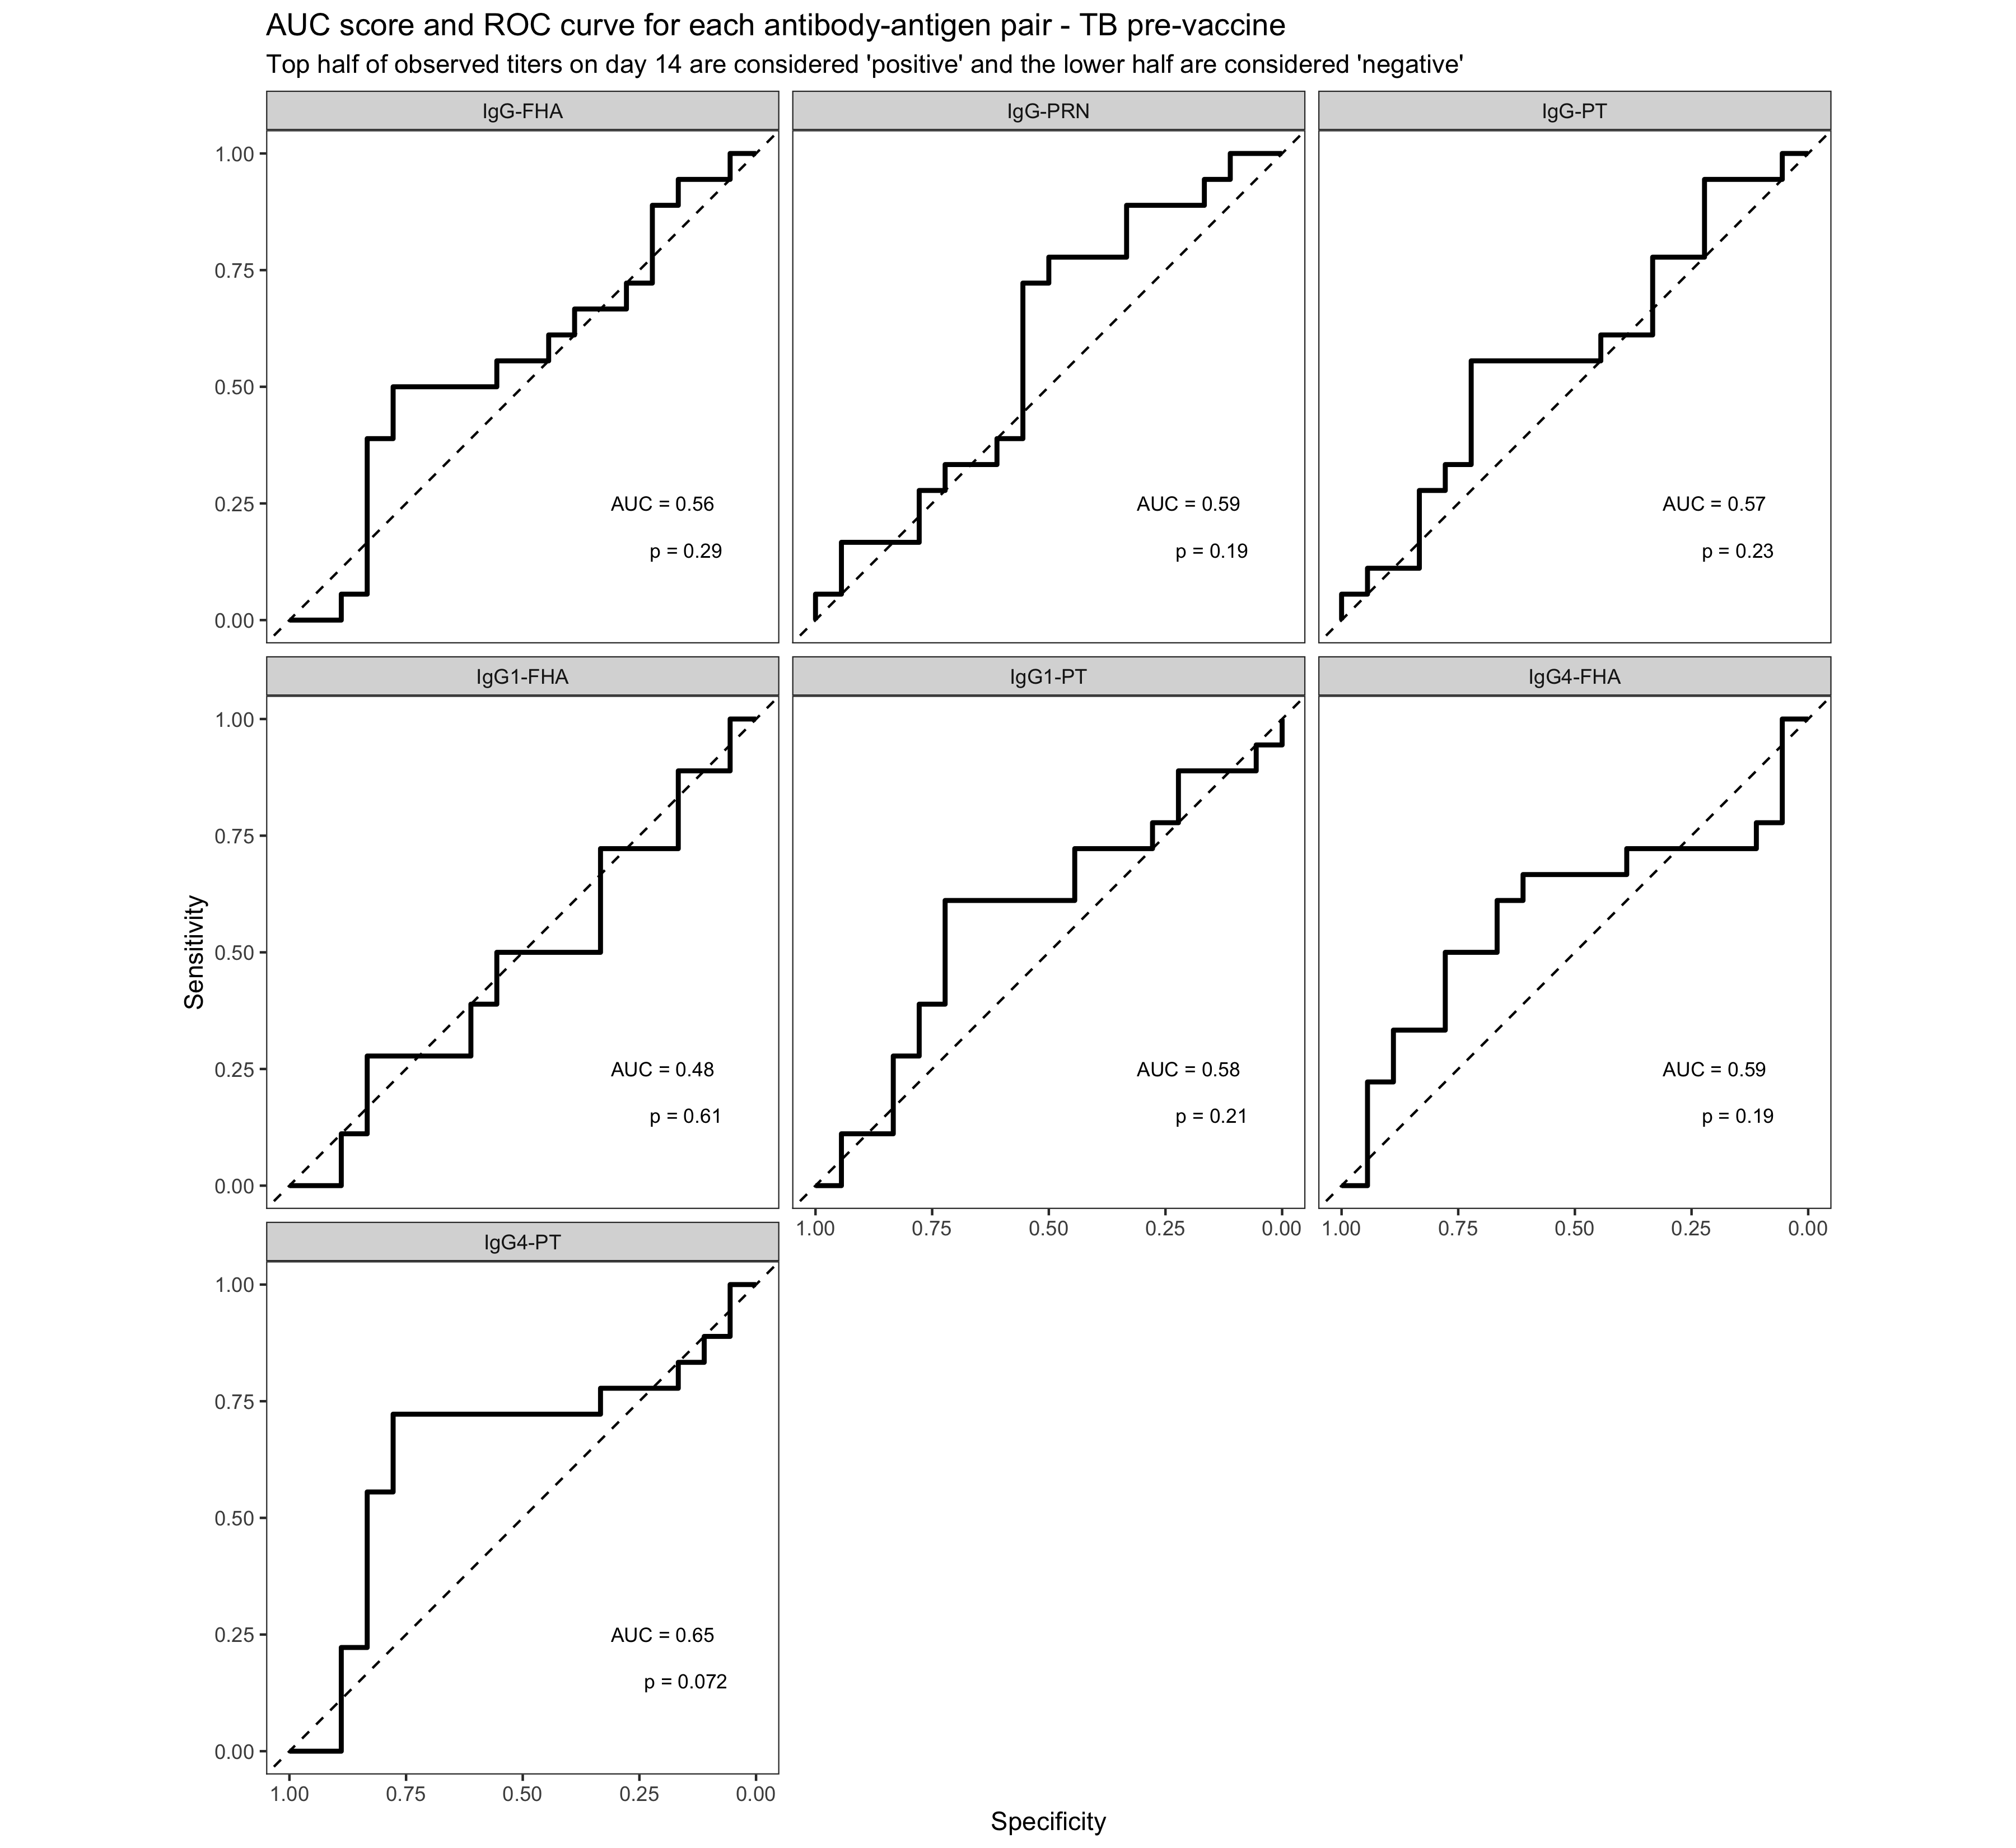 AUC score and ROC curve for each antibody-antigen pair - TB pre-vaccine
Top half of observed titers on day 14 are considered 'positive' and the lower half are considered 'negative'
IgG-FHA
IgG-PRN
IgG-PT
1.00
0.75
0.50
0.25
0.00
AUC = 0.56
p = 0.29
AUC = 0.59
p = 0.19
AUC = 0.57
p = 0.23
IgG1-FHA
IgG1-PT
IgG4-FHA
1.00
0.75
0.50
0.25
0.00
AUC = 0.48
p = 0.61
AUC = 0.58
p = 0.21
AUC = 0.59
p = 0.19
1.00 0.75 0.50 0.25 0.00
1.00 0.75 0.50 0.25 0.00
Sensitivity
IgG4-PT
1.00
0.75
0.50
0.25
0.00
AUC = 0.65
p = 0.072
1.00 0.75 0.50 0.25 0.00
Specificity